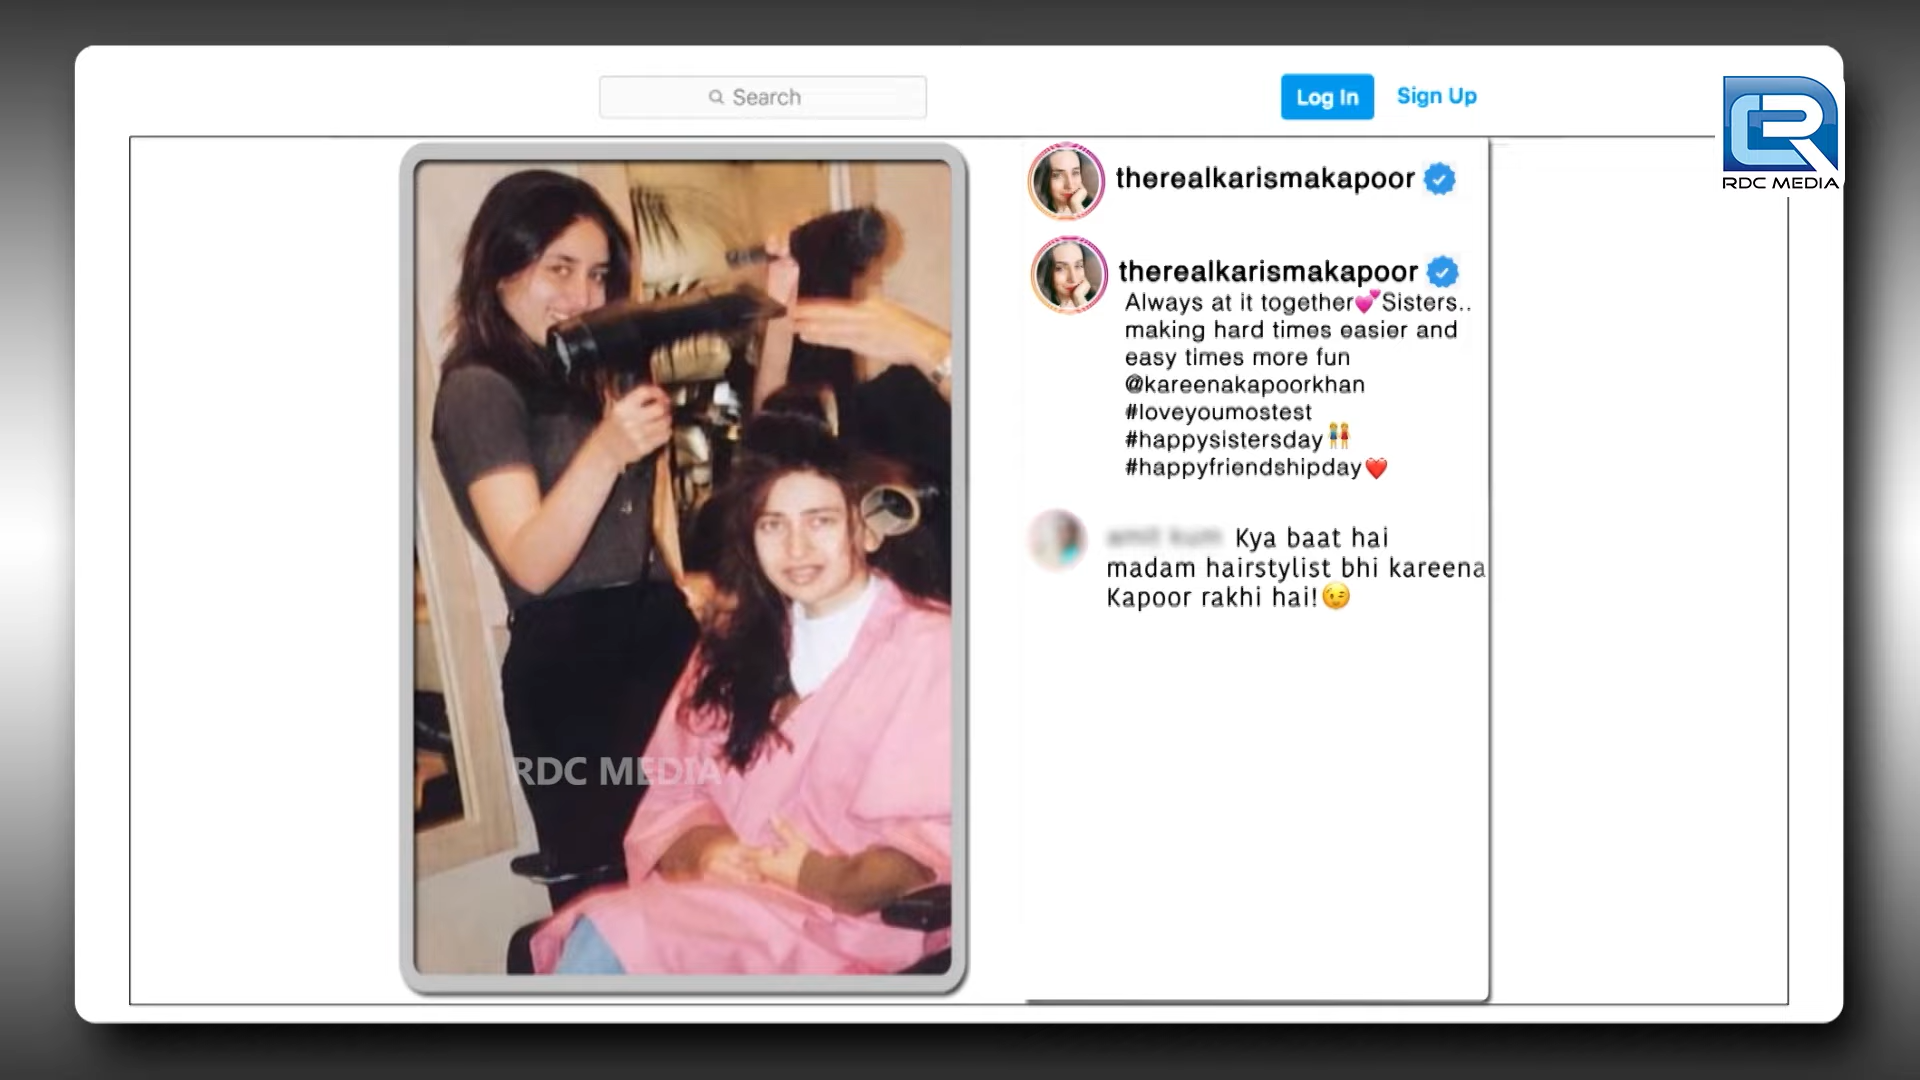 Search
Log In
Sign Up
RDC MEDIA
therealkarismakapoor
therealkarismakapoor
Always at it together💕Sisters..
making hard times easier and
easy times more fun
@kareenakapoorkhan
#loveyoumostest
#happysistersday👭
#happyfriendshipday❤️
Kya baat hai
madam hairstylist bhi kareena
Kapoor rakhi hai!😉
RDC MEDIA